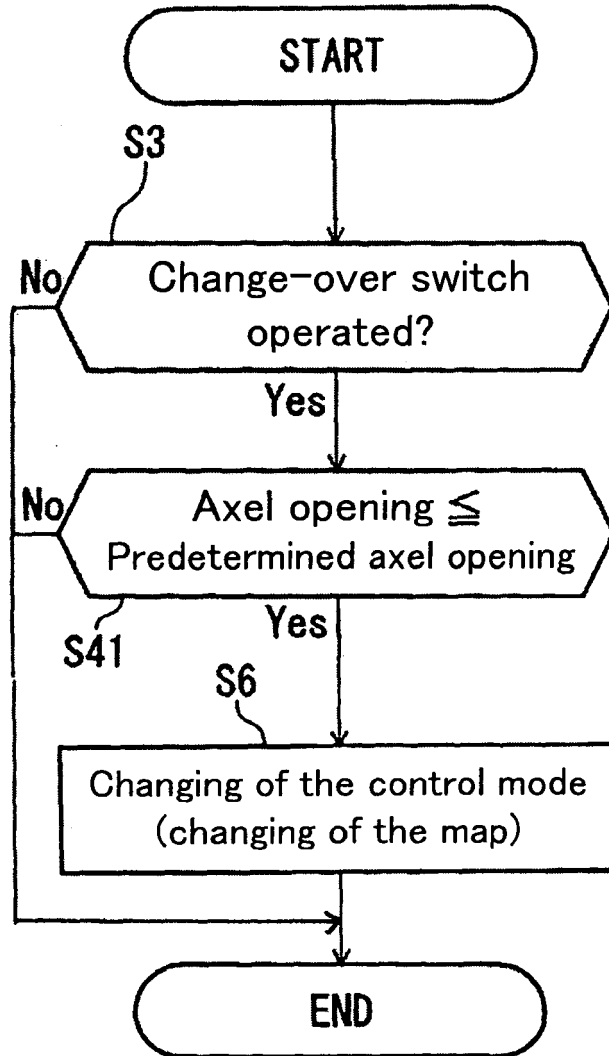 START
S3
No
Change-over switch
operated?
Yes
No
Axel opening ≦
Predetermined axel opening
S41
Yes
S6
Changing of the control mode
(changing of the map)
END